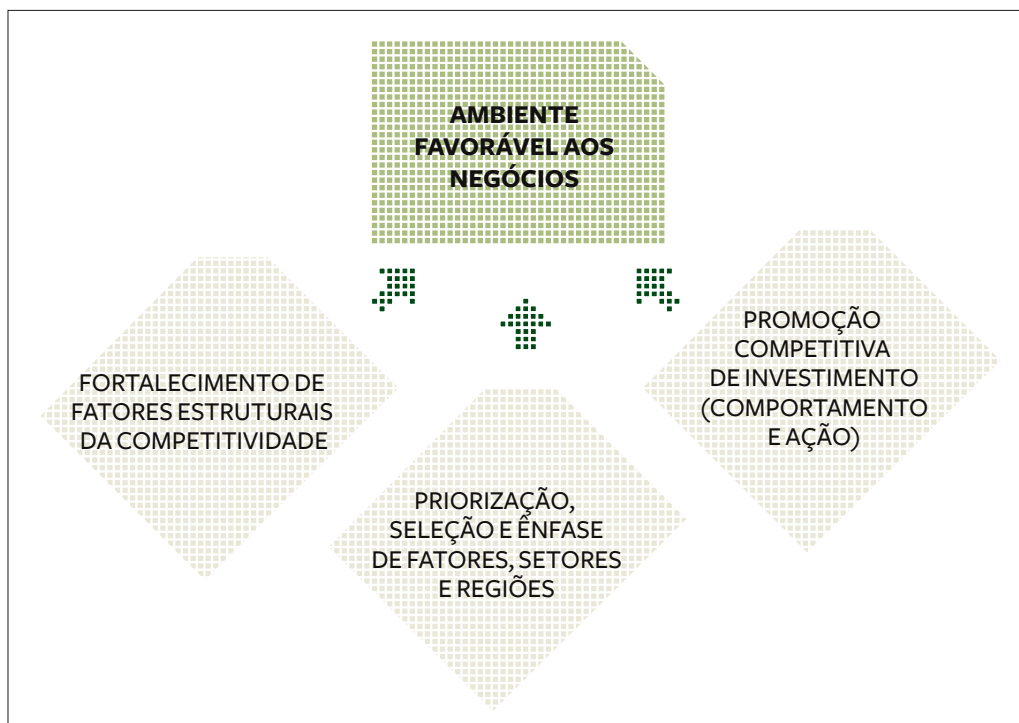 AMBIENTE
FAVORÁVEL AOS
NEGÓCIOS
FORTALECIMENTO DE
FATORES ESTRUTURAIS
DA COMPETITIVIDADE
PRIORIZAÇÃO,
SELEÇÃO E ÊNFASE
DE FATORES, SETORES
E REGIÕES
PROMOÇÃO
COMPETITIVA
DE INVESTIMENTO
(COMPORTAMENTO
E AÇÃO)